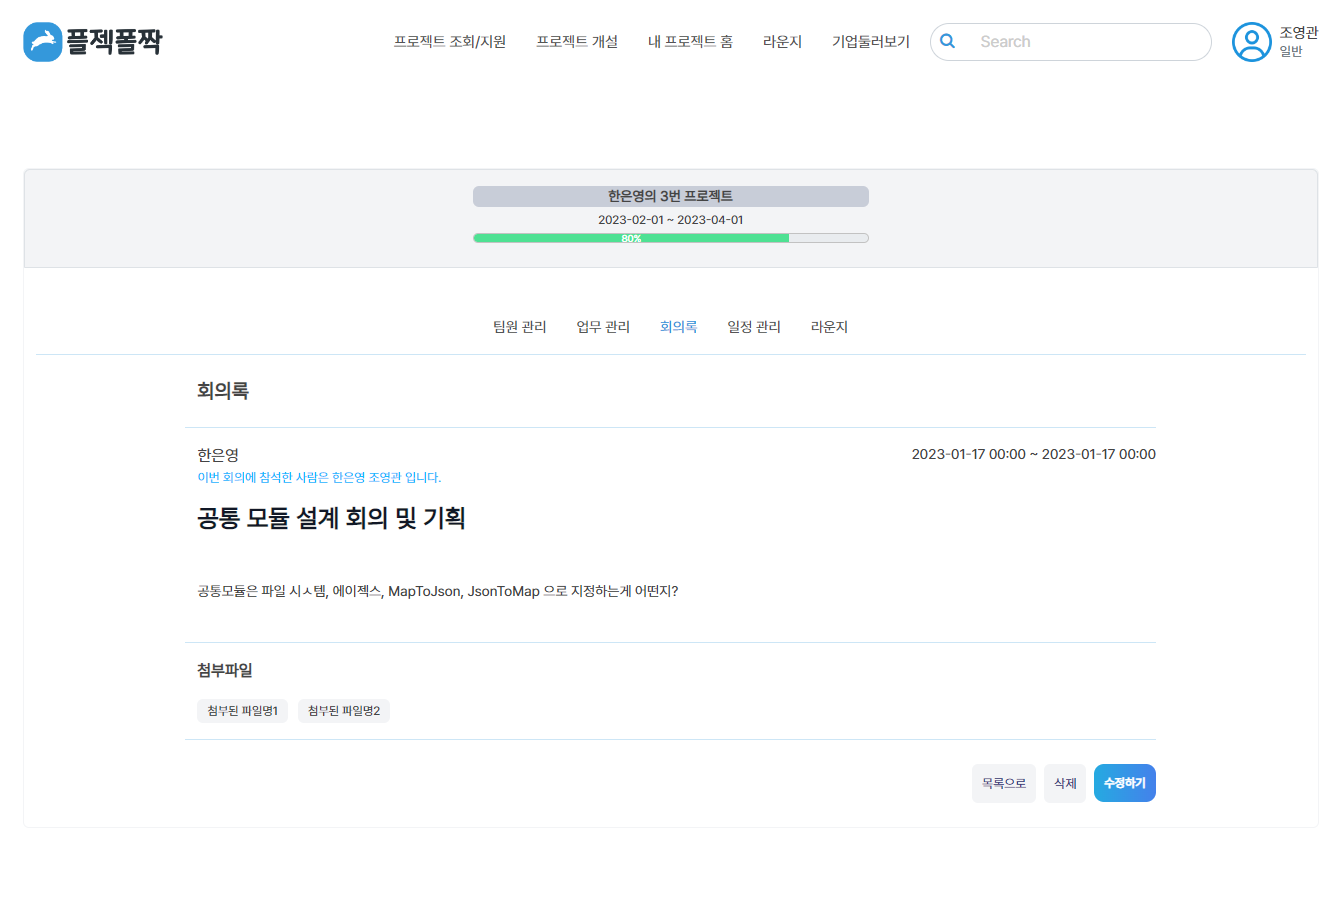 플젝폴짝
프로젝트 조회/지원 프로젝트 개설 내 프로젝트 홈 라운지 기업둘러보기
Search
조영관
일반
한은영의 3번 프로젝트
2023-02-01 ~ 2023-04-01
80%
팀원 관리 업무 관리 회의록 일정 관리 라운지
회의록
한은영
2023-01-17 00:00 ~ 2023-01-17 00:00
이번 회의에 참석한 사람은 한은영 조영관 입니다.
공통 모듈 설계 회의 및 기획
공통모듈은 파일 시ㅅ템, 에이젝스, MapToJson, JsonToMap 으로 지정하는게 어떤지?
첨부파일
첨부된 파일명1 첨부된 파일명2
목록으로 삭제 수정하기